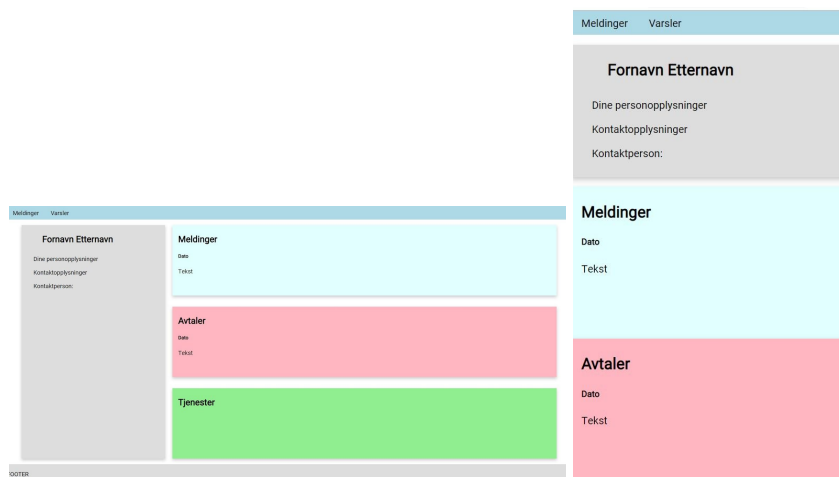 Meldinger Varsler
Fornavn Etternavn
Dine personopplysninger
Kontaktopplysninger
Kontaktperson:
Meldinger
Dato
Tekst
Avtaler
Dato
Tekst
Tjenester
FOOTER
Meldinger Varsler
Fornavn Etternavn
Dine personopplysninger
Kontaktopplysninger
Kontaktperson:
Meldinger
Dato
Tekst
Avtaler
Dato
Tekst